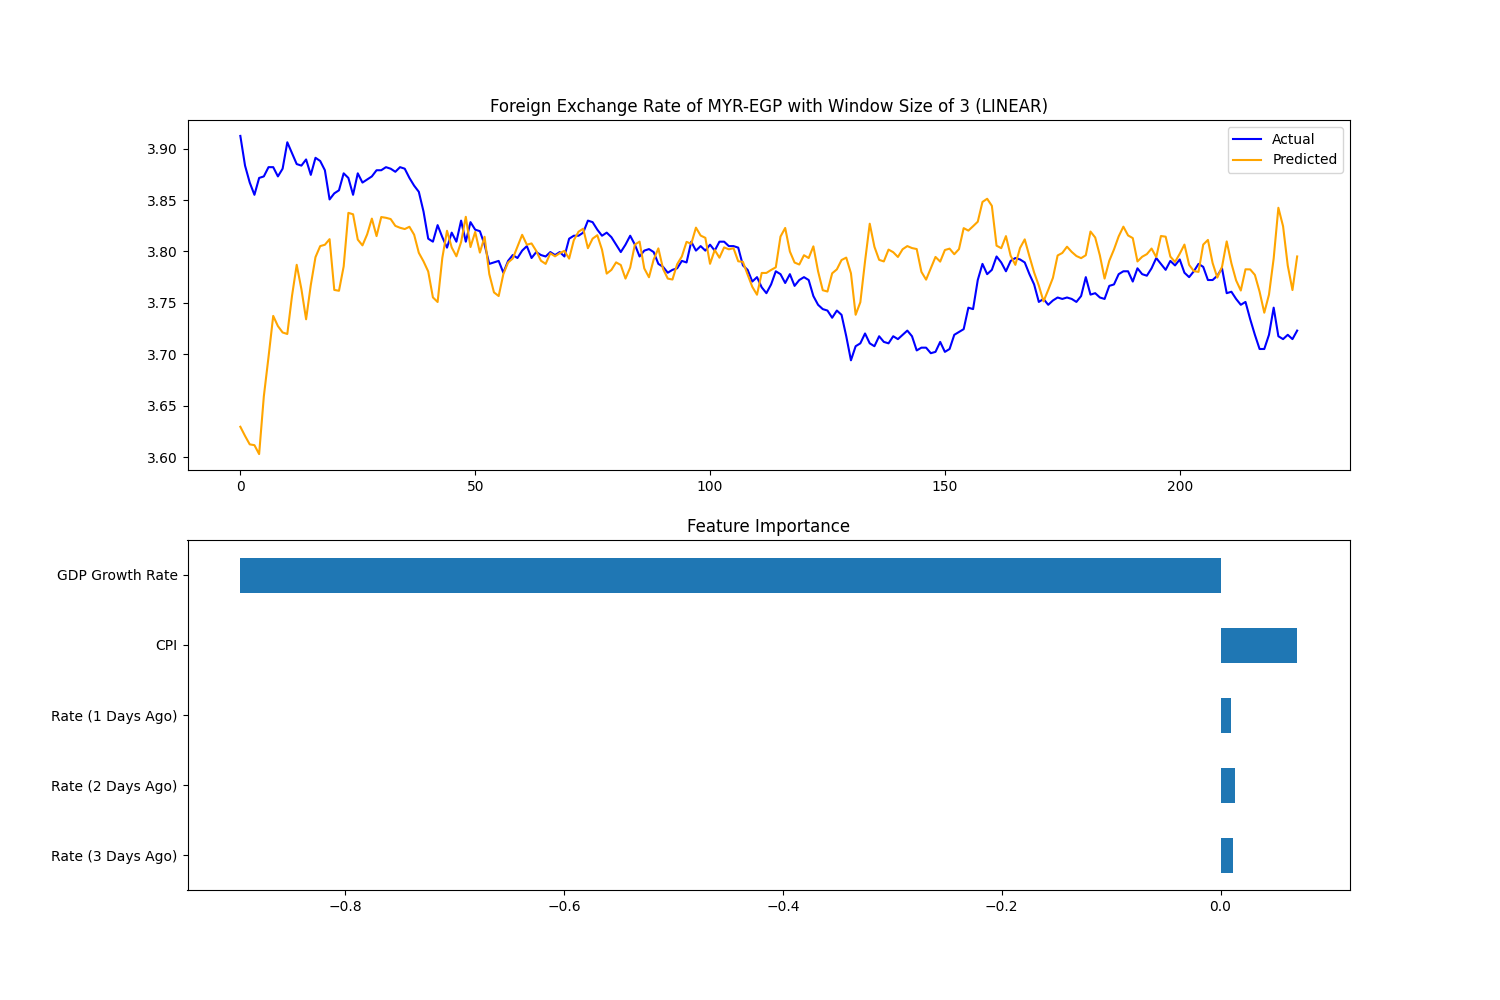 Foreign Exchange Rate of MYR-EGP with Window Size of 3 (LINEAR)
Actual
Predicted
3.90
3.85
3.80
3.75
3.70
3.65
3.60
0 50 100 150 200
Feature Importance
GDP Growth Rate
CPI
Rate (1 Days Ago)
Rate (2 Days Ago)
Rate (3 Days Ago)
−0.8 −0.6 −0.4 −0.2 0.0